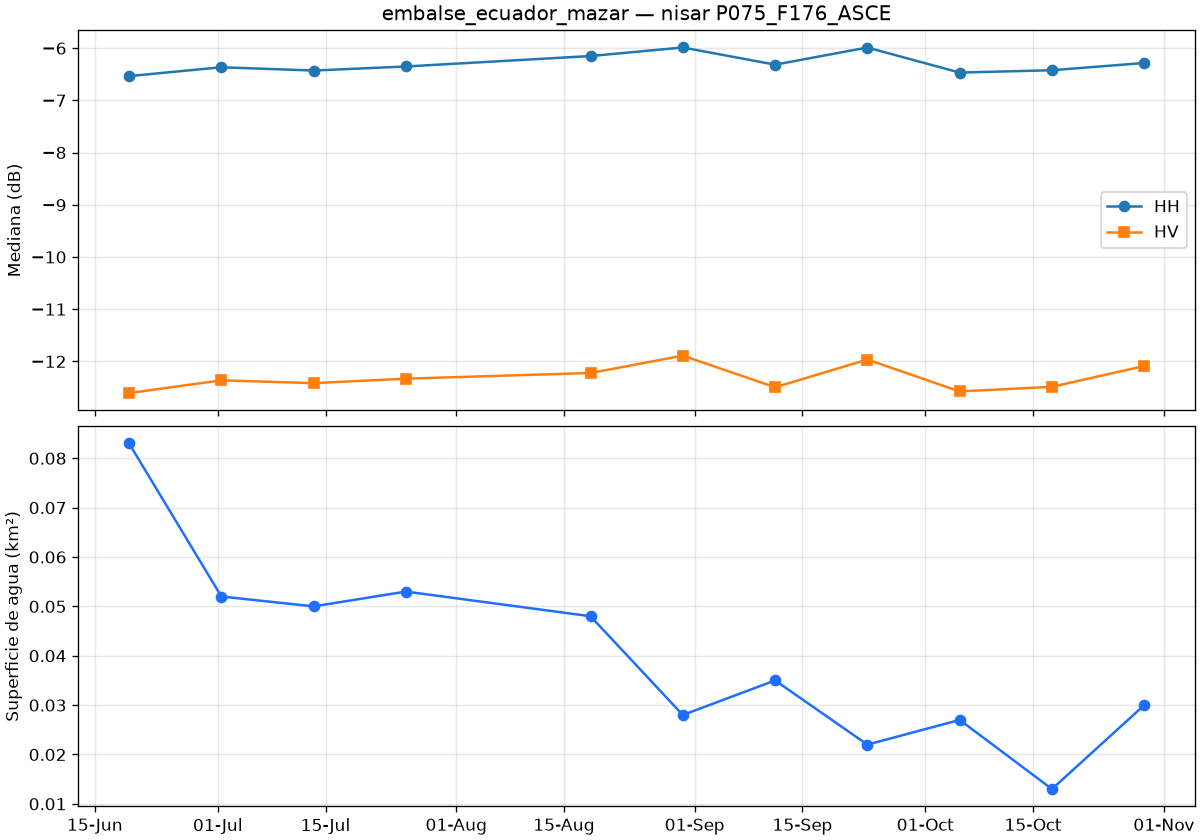 embalse_ecuador_mazar — nisar P075_F176_ASCE
Mediana (dB)
−6
−7
−8
−9
−10
−11
−12
HH
HV
Superficie de agua (km²)
0.08
0.07
0.06
0.05
0.04
0.03
0.02
0.01
15-Jun 01-Jul 15-Jul 01-Aug 15-Aug 01-Sep 15-Sep 01-Oct 15-Oct 01-Nov